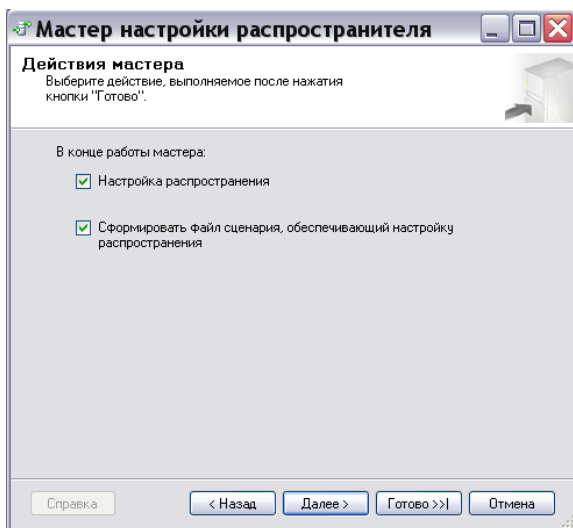 Мастер настройки распространителя
Действия мастера
Выберите действие, выполняемое после нажатия
кнопки "Готово".
В конце работы мастера:
Настройка распространения
Сформировать файл сценария, обеспечивающий настройку
распространения
Справка
< Назад
Далее >
Готово >>|
Отмена